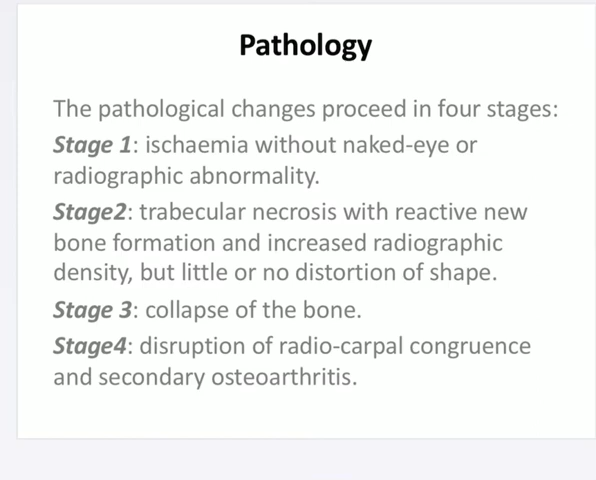 Pathology
The pathological changes proceed in four stages:
Stage 1: ischaemia without naked-eye or
radiographic abnormality.
Stage2: trabecular necrosis with reactive new
bone formation and increased radiographic
density, but little or no distortion of shape.
Stage 3: collapse of the bone.
Stage4: disruption of radio-carpal congruence
and secondary osteoarthritis.